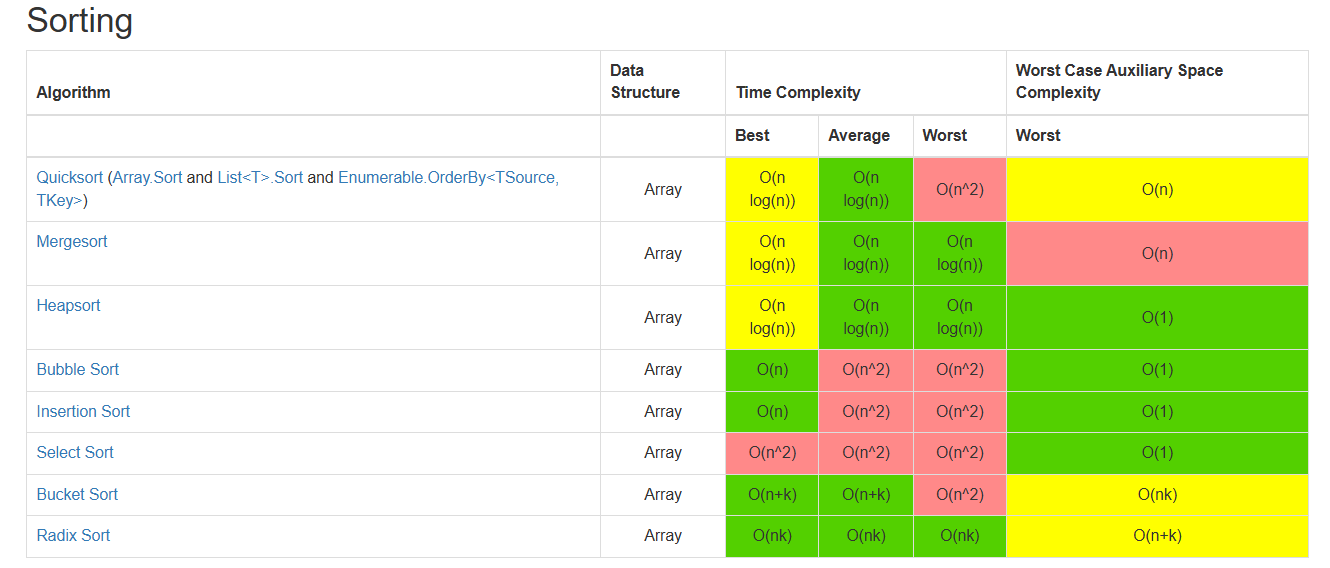 Sorting
Algorithm
Data
Structure
Time Complexity
Worst Case Auxiliary Space
Complexity
Best
Average
Worst
Worst
Quicksort (Array.Sort and List<T>.Sort and Enumerable.OrderBy<TSource,
TKey>)
Array
O(n
log(n))
O(n
log(n))
O(n^2)
O(n)
Mergesort
Array
O(n
log(n))
O(n
log(n))
O(n
log(n))
O(n)
Heapsort
Array
O(n
log(n))
O(n
log(n))
O(n
log(n))
O(1)
Bubble Sort
Array
O(n)
O(n^2)
O(n^2)
O(1)
Insertion Sort
Array
O(n)
O(n^2)
O(n^2)
O(1)
Select Sort
Array
O(n^2)
O(n^2)
O(n^2)
O(1)
Bucket Sort
Array
O(n+k)
O(n+k)
O(n^2)
O(nk)
Radix Sort
Array
O(nk)
O(nk)
O(nk)
O(n+k)